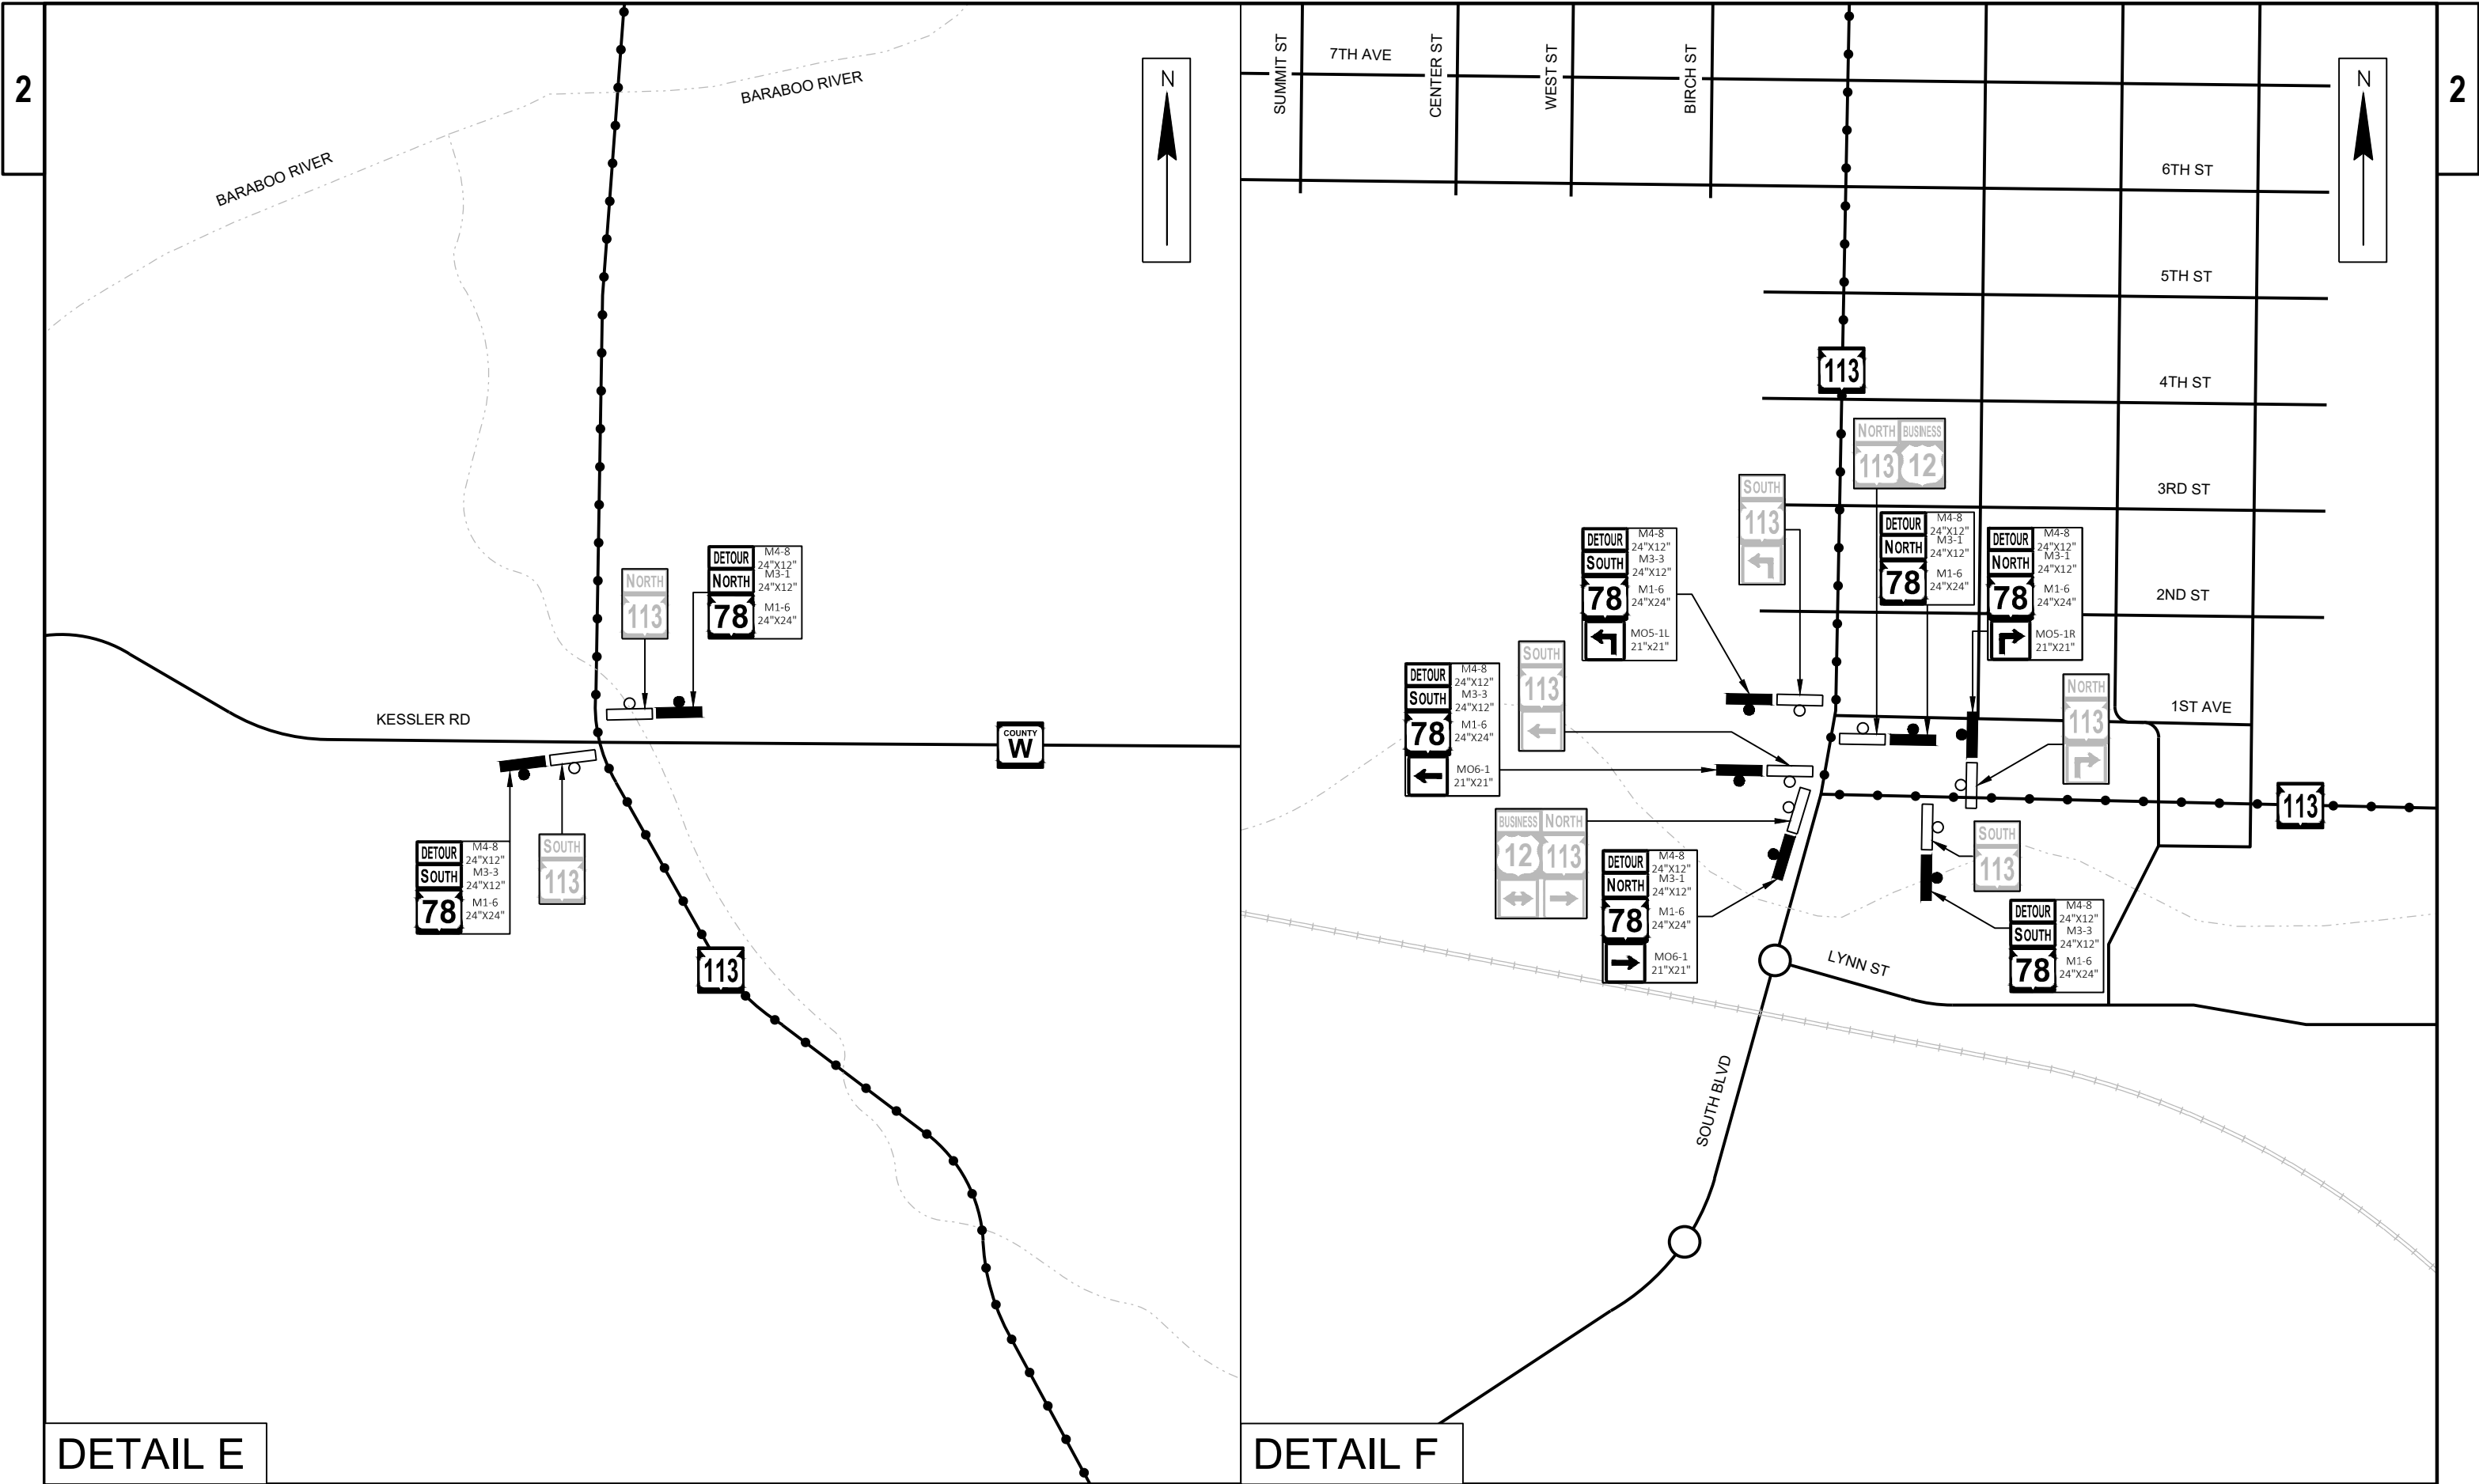 2
BARABOO RIVER
BARABOO RIVER
N
NORTH
113
DETOUR
NORTH
78
M4-8
24"X12"
M3-1
24"X12"
M1-6
24"X24"
KESSLER RD
COUNTY
W
DETOUR
SOUTH
78
M4-8
24"X12"
M3-3
24"X12"
M1-6
24"X24"
SOUTH
113
113
DETAIL E
SUMMIT ST
7TH AVE
CENTER ST
WEST ST
BIRCH ST
N
2
6TH ST
5TH ST
113
4TH ST
NORTH BUSINESS
113 12
SOUTH
113
3RD ST
DETOUR
SOUTH
78
M4-8
24"X12"
M3-3
24"X12"
M1-6
24"X24"
MO5-1L
21"x21"
DETOUR
NORTH
78
M4-8
24"X12"
M3-1
24"X12"
M1-6
24"X24"
DETOUR
NORTH
78
M4-8
24"X12"
M3-1
24"X12"
M1-6
24"X24"
MO5-1R
21"X21"
2ND ST
DETOUR
SOUTH
78
M4-8
24"X12"
M3-3
24"X12"
M1-6
24"X24"
MO6-1
21"X21"
SOUTH
113
NORTH
113
1ST AVE
113
BUSINESS NORTH
12 113
DETOUR
NORTH
78
M4-8
24"X12"
M3-1
24"X12"
M1-6
24"X24"
MO6-1
21"X21"
SOUTH
113
DETOUR
SOUTH
78
M4-8
24"X12"
M3-3
24"X12"
M1-6
24"X24"
LYNN ST
SOUTH BLVD
DETAIL F